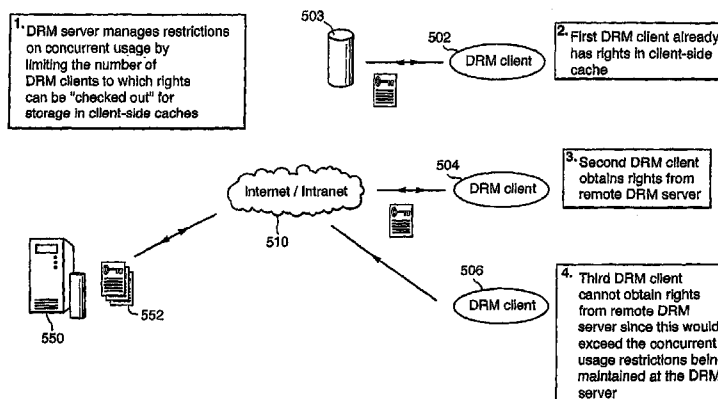 1. DRM server manages restrictions
on concurrent usage by
limiting the number of
DRM clients to which rights
can be "checked out" for
storage in client-side caches
503
502
DRM client
2. First DRM client already
has rights in client-side
cache
504
DRM client
3. Second DRM client
obtains rights from
remote DRM server
Internet / Intranet
510
506
DRM client
4. Third DRM client
cannot obtain rights
from remote DRM
server since this would
exceed the concurrent
usage restrictions bein
maintained at the DRM
server
550
552